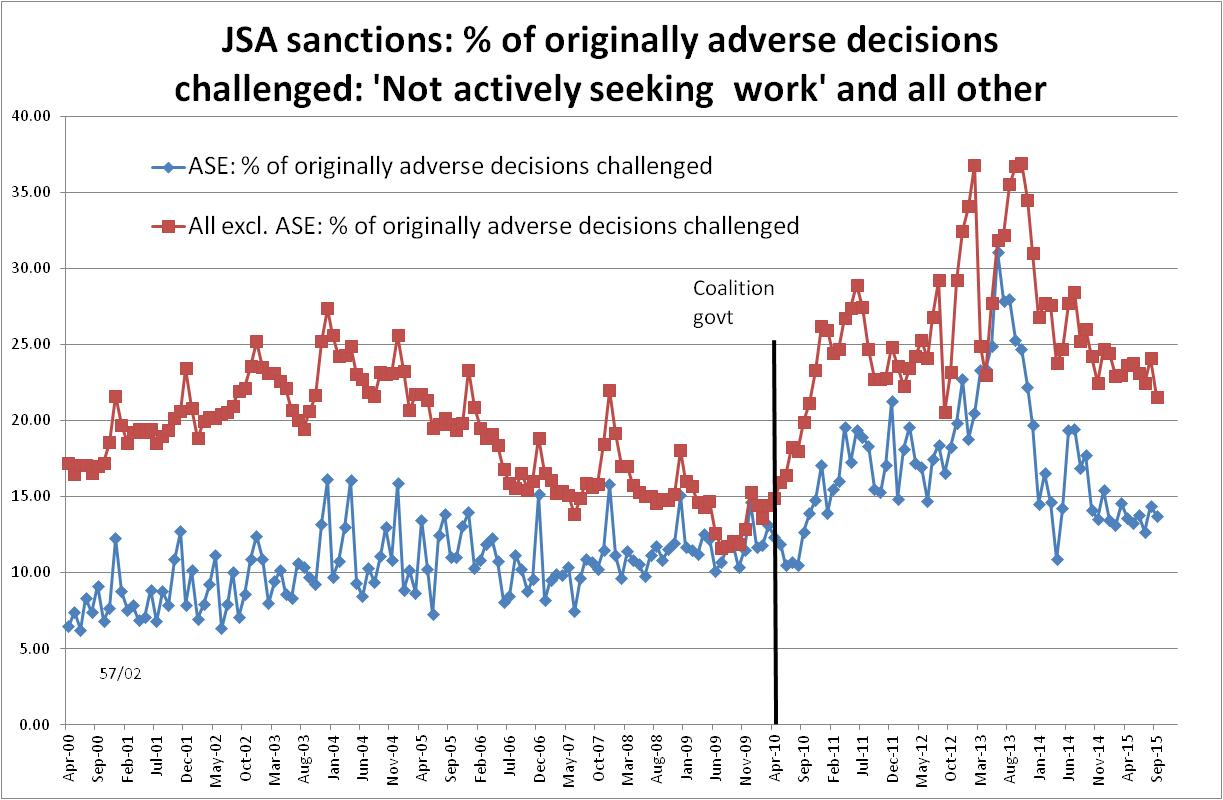 JSA sanctions: % of originally adverse decisions
challenged: 'Not actively seeking  work' and all other
40.00
35.00
30.00
25.00
20.00
15.00
10.00
5.00
0.00
ASE: % of originally adverse decisions challenged
All excl. ASE: % of originally adverse decisions challenged
Coalition
govt
57/02
Apr-00
Sep-00
Feb-01
Jul-01
Dec-01
May-02
Oct-02
Mar-03
Aug-03
Jan-04
Jun-04
Nov-04
Apr-05
Sep-05
Feb-06
Jul-06
Dec-06
May-07
Oct-07
Mar-08
Aug-08
Jan-09
Jun-09
Nov-09
Apr-10
Sep-10
Feb-11
Jul-11
Dec-11
May-12
Oct-12
Mar-13
Aug-13
Jan-14
Jun-14
Nov-14
Apr-15
Sep-15